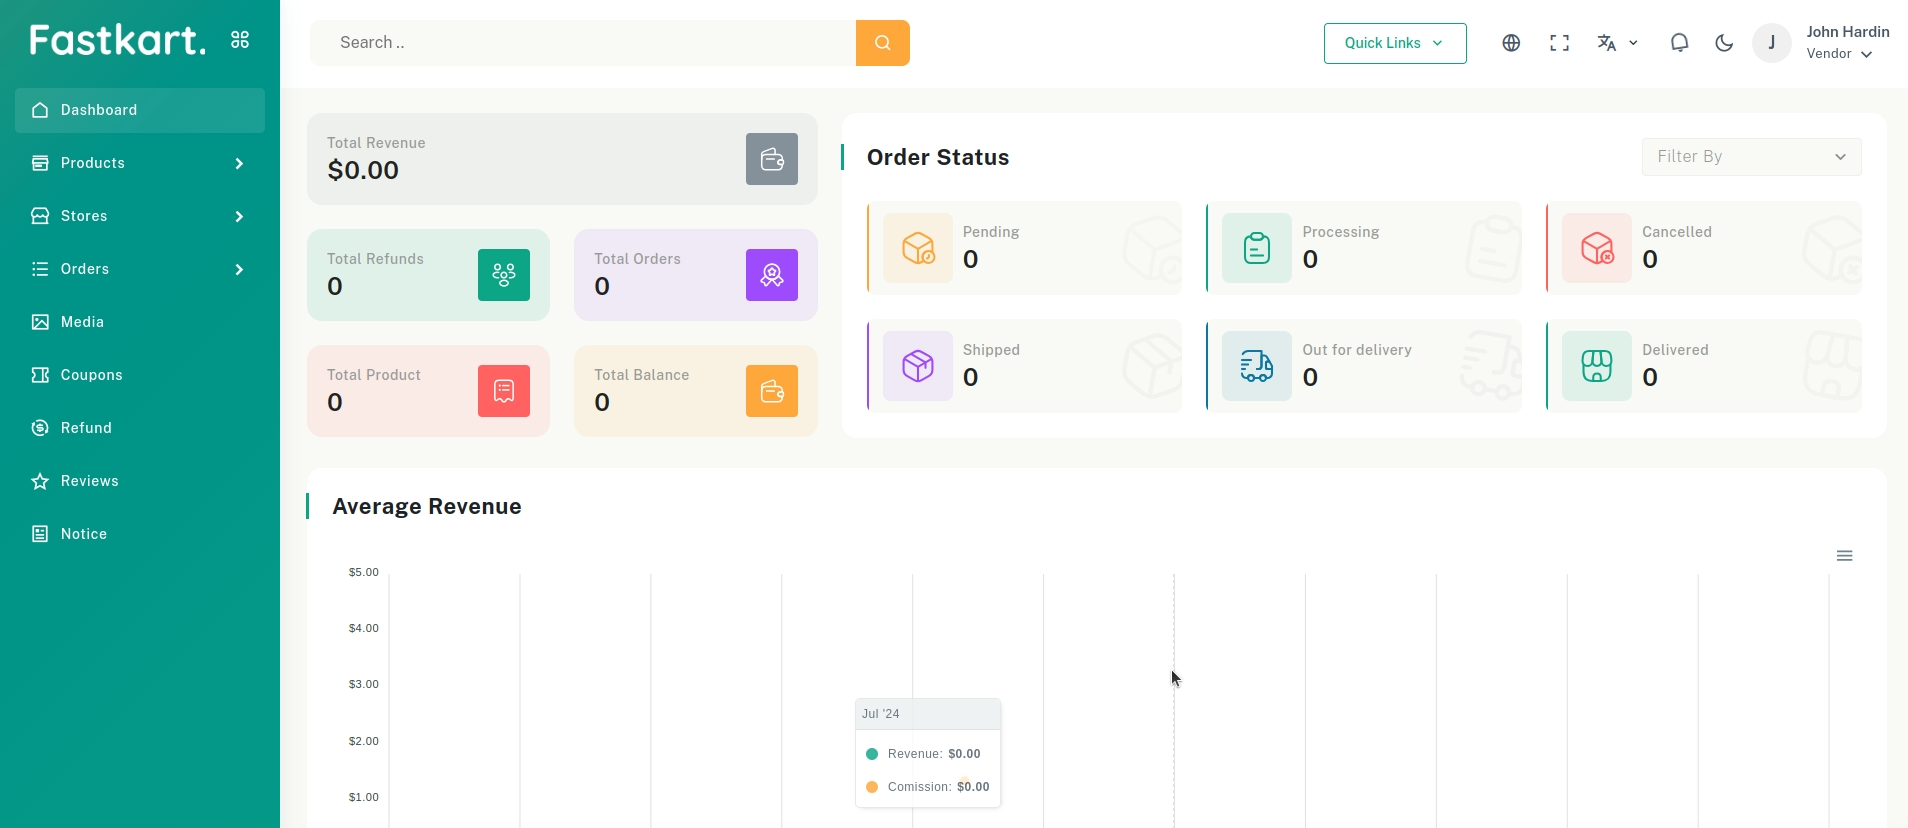 Fastkart.
Search ..
Quick Links
J
John Hardin
Vendor
Dashboard
Products
Stores
Orders
Media
Coupons
Refund
Reviews
Notice
Total Revenue
$0.00
Total Refunds
0
Total Orders
0
Total Product
0
Total Balance
0
Order Status
Filter By
Pending
0
Processing
0
Cancelled
0
Shipped
0
Out for delivery
0
Delivered
0
Average Revenue
$5.00
$4.00
$3.00
$2.00
$1.00
Jul '24
Revenue: $0.00
Comission: $0.00